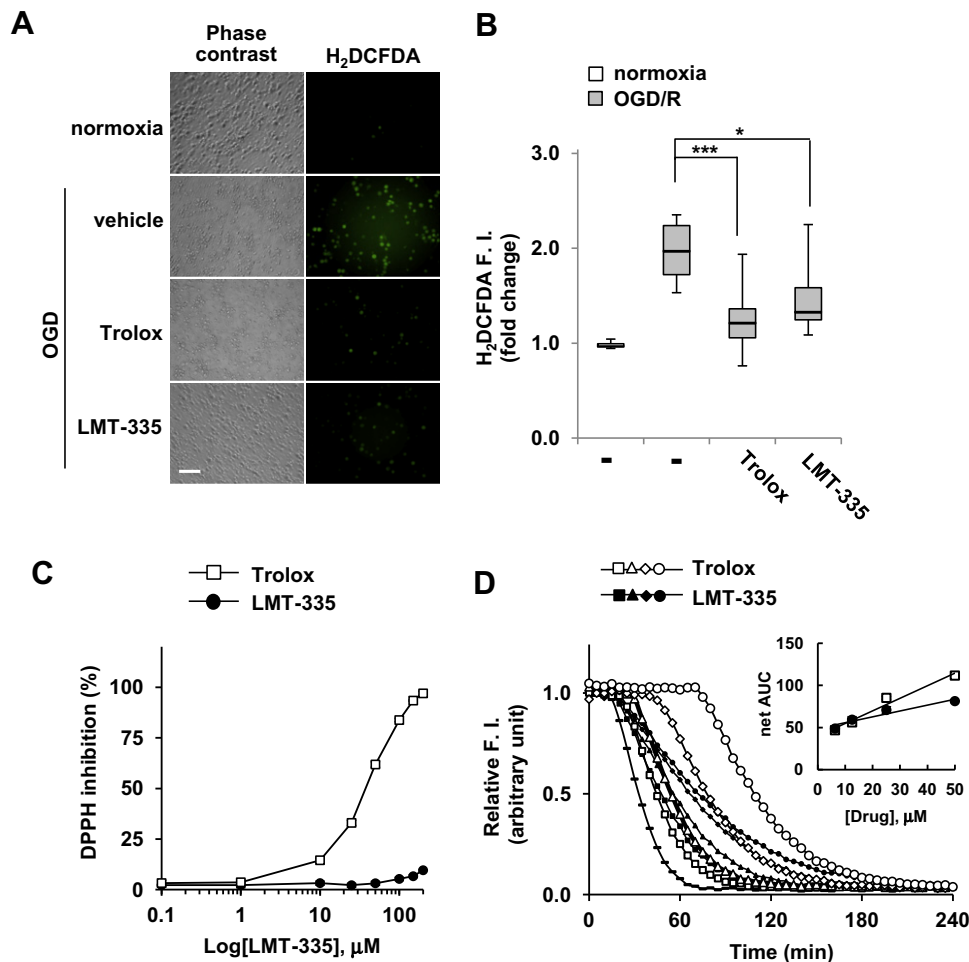 A
Phase
contrast
H₂DCFDA
normoxia
vehicle
Trolox
LMT-335
OGD
B
normoxia
OGD/R
*
***
3.0
2.0
1.0
0.0
H₂DCFDA F. I.
(fold change)
-
-
Trolox
LMT-335
C
Trolox
LMT-335
DPPH inhibition (%)
100
75
50
25
0
0.1
1
10
100
Log[LMT-335], μM
D
Trolox
LMT-335
Relative F. I.
(arbitrary unit)
1.0
0.5
0.0
0
60
120
180
240
Time (min)
net AUC
150
100
50
0
0
10
20
30
40
50
[Drug], μM